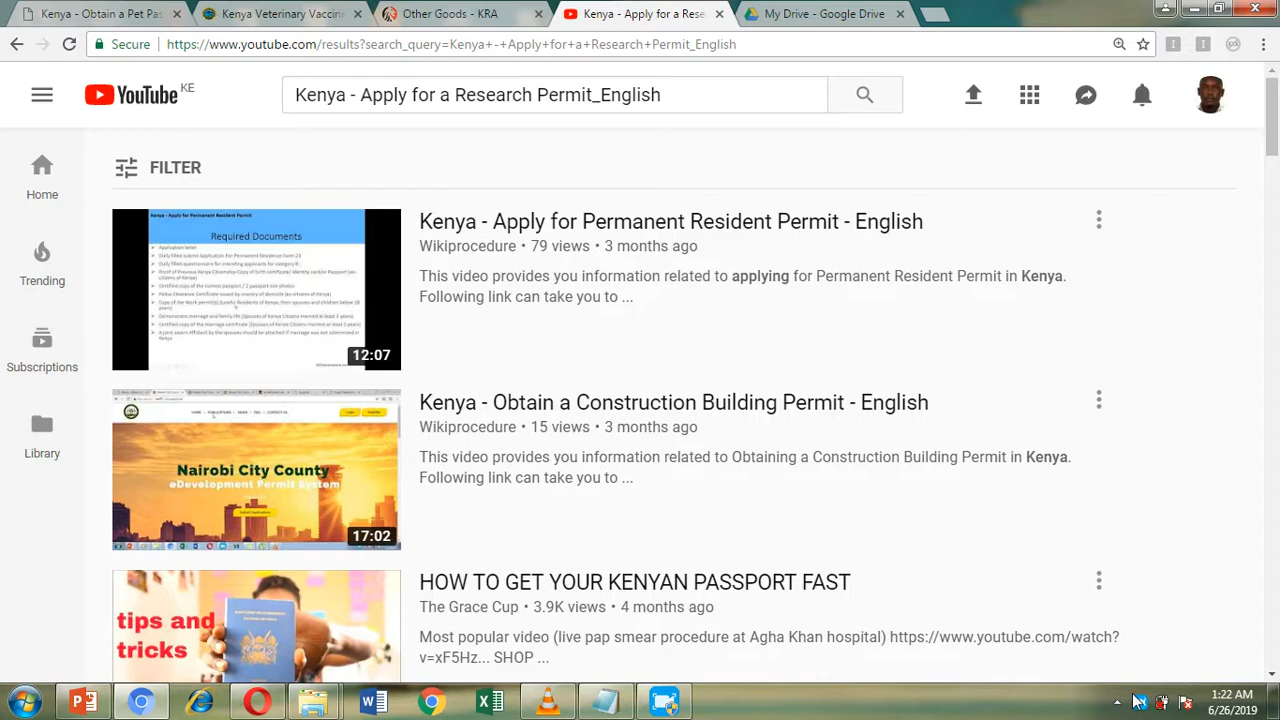 Kenya - Obtain a Pet Pas
Kenya Veterinary Vaccine
Other Goods - KRA
Kenya - Apply for a Rese
My Drive - Google Drive
Secure
https://www.youtube.com/results?search_query=Kenya+-+Apply+for+a+Research+Permit_English
YouTube KE
Kenya - Apply for a Research Permit_English
FILTER
Home
Trending
Subscriptions
Library
Kenya - Apply for Permanent Resident Permit
Required Documents
12:07
Kenya - Apply for Permanent Resident Permit - English
Wikiprocedure • 79 views • 3 months ago
This video provides you information related to applying for Permanent Resident Permit in Kenya.
Following link can take you to ...
Nairobi City County
eDevelopment Permit System
17:02
Kenya - Obtain a Construction Building Permit - English
Wikiprocedure • 15 views • 3 months ago
This video provides you information related to Obtaining a Construction Building Permit in Kenya.
Following link can take you to ...
tips and
tricks
HOW TO GET YOUR KENYAN PASSPORT FAST
The Grace Cup • 3.9K views • 4 months ago
Most popular video (live pap smear procedure at Agha Khan hospital) https://www.youtube.com/watch?
v=xF5Hz... SHOP ...
1:22 AM
6/26/2019